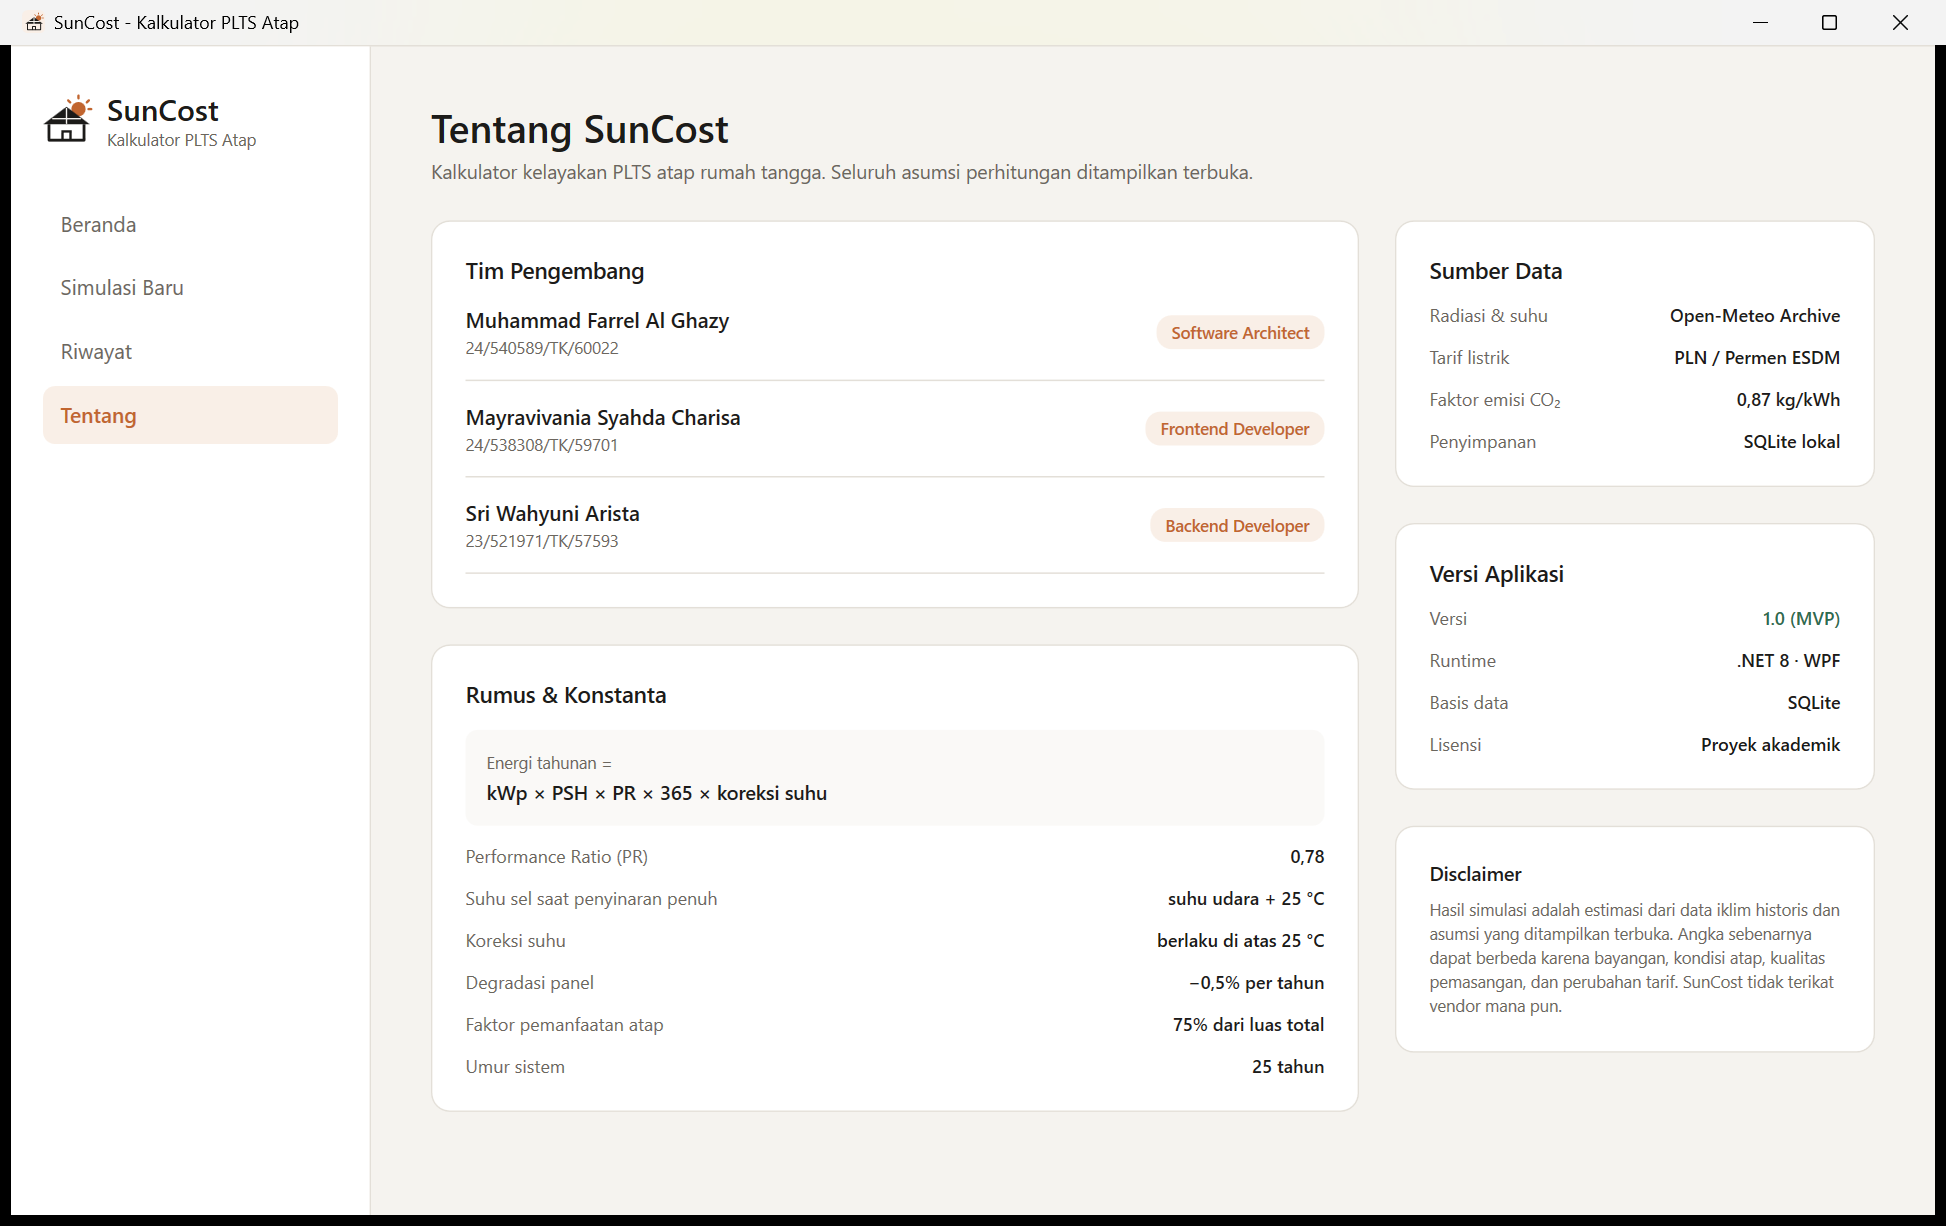 SunCost - Kalkulator PLTS Atap
SunCost
Kalkulator PLTS Atap
Beranda
Simulasi Baru
Riwayat
Tentang
Tentang SunCost
Kalkulator kelayakan PLTS atap rumah tangga. Seluruh asumsi perhitungan ditampilkan terbuka.
Tim Pengembang
Muhammad Farrel Al Ghazy
24/540589/TK/60022
Software Architect
Mayravivania Syahda Charisa
24/538308/TK/59701
Frontend Developer
Sri Wahyuni Arista
23/521971/TK/57593
Backend Developer
Rumus & Konstanta
Energi tahunan =
kWp × PSH × PR × 365 × koreksi suhu
Performance Ratio (PR) 0,78
Suhu sel saat penyinaran penuh suhu udara + 25 °C
Koreksi suhu berlaku di atas 25 °C
Degradasi panel −0,5% per tahun
Faktor pemanfaatan atap 75% dari luas total
Umur sistem 25 tahun
Sumber Data
Radiasi & suhu Open-Meteo Archive
Tarif listrik PLN / Permen ESDM
Faktor emisi CO₂ 0,87 kg/kWh
Penyimpanan SQLite lokal
Versi Aplikasi
Versi 1.0 (MVP)
Runtime .NET 8 · WPF
Basis data SQLite
Lisensi Proyek akademik
Disclaimer
Hasil simulasi adalah estimasi dari data iklim historis dan
asumsi yang ditampilkan terbuka. Angka sebenarnya
dapat berbeda karena bayangan, kondisi atap, kualitas
pemasangan, dan perubahan tarif. SunCost tidak terikat
vendor mana pun.